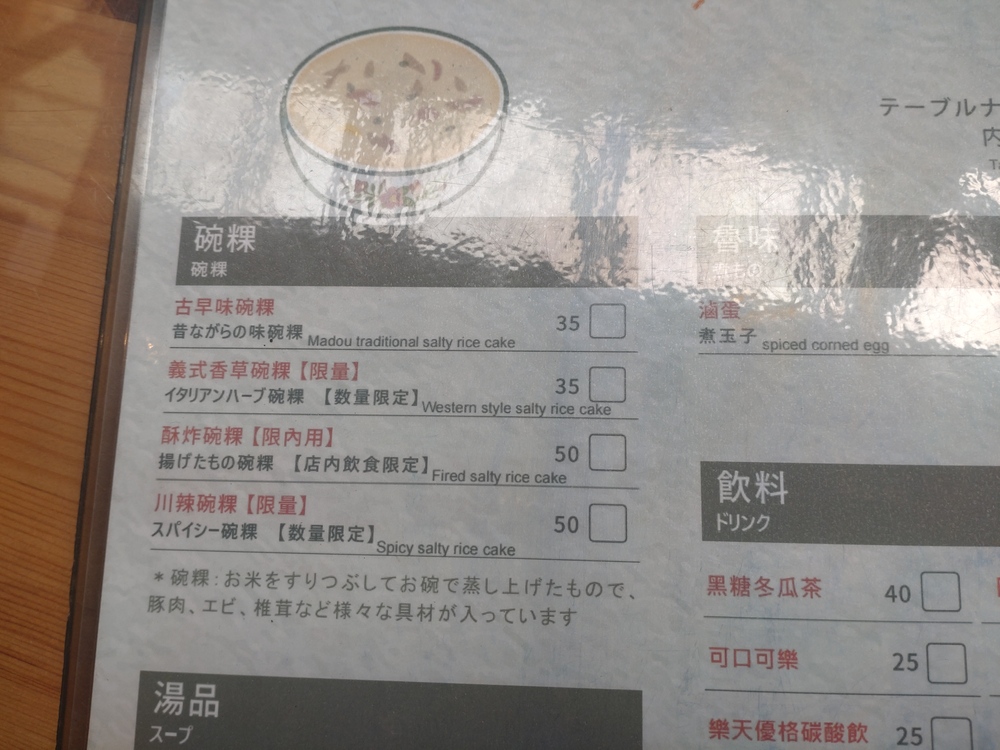 碗粿
碗粿
古早味碗粿 35
昔ながらの味碗粿 Madou traditional salty rice cake
義式香草碗粿【限量】 35
イタリアンハーブ碗粿 【数量限定】 Western style salty rice cake
酥炸碗粿【限內用】 50
揚げたもの碗粿 【店内飲食限定】 Fired salty rice cake
川辣碗粿【限量】 50
スパイシー碗粿 【数量限定】 Spicy salty rice cake
＊碗粿：お米をすりつぶしてお碗で蒸し上げたもので、
豚肉、エビ、椎茸など様々な具材が入っています
湯品
スープ
テーブルナ
内
魯味
煮もの
滷蛋
煮玉子 spiced corned egg
飲料
ドリンク
黑糖冬瓜茶 40
可口可樂 25
樂天優格碳酸飲 25